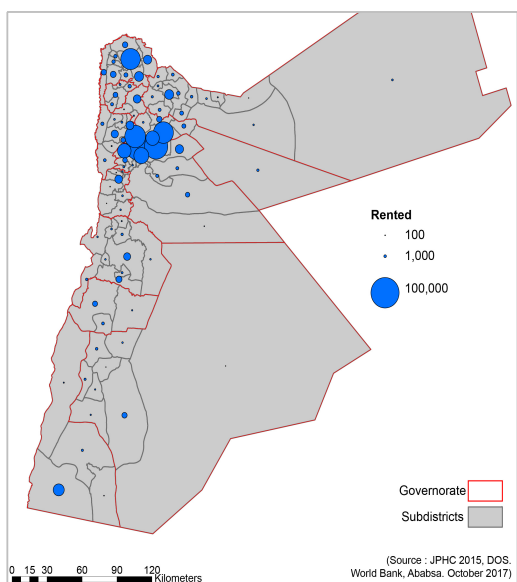 Rented
100
1,000
100,000
Governorate
Subdistricts
(Source : JPHC 2015, DOS.
World Bank, Ababsa. October 2017)
0 15 30 60 90 120
Kilometers